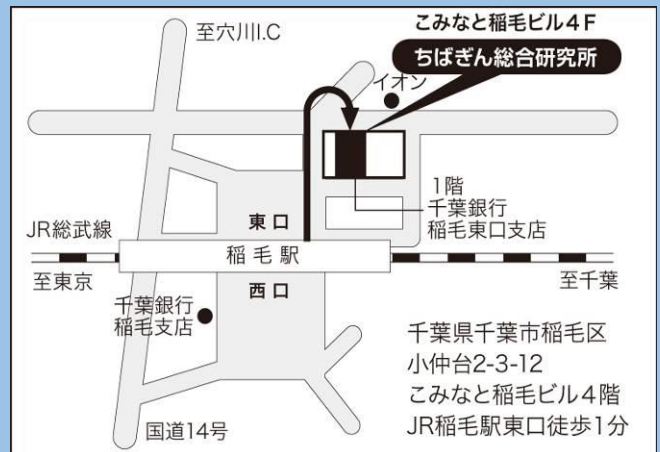 至穴川I.C
こみなと稲毛ビル4F
ちばぎん総合研究所
イオン
1階
千葉銀行
稲毛東口支店
東口
JR総武線
稲毛駅
至東京
至千葉
西口
千葉銀行
稲毛支店
国道14号
千葉県千葉市稲毛区
小仲台2-3-12
こみなと稲毛ビル4階
JR稲毛駅東口徒歩1分